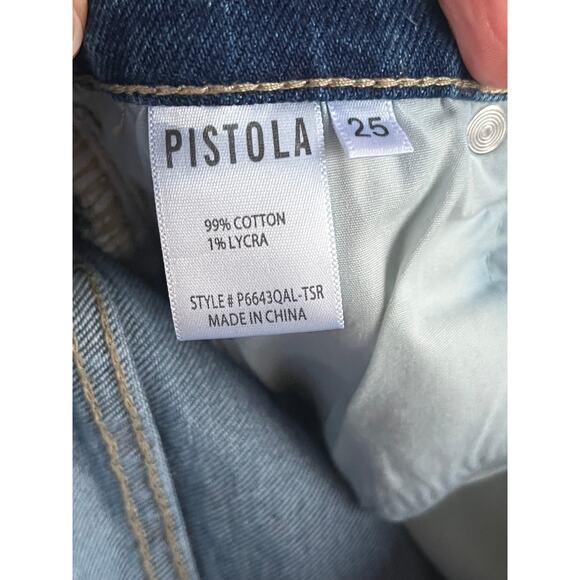 PISTOLA
25
99% COTTON
1% LYCRA
STYLE # P6643QAL-TSR
MADE IN CHINA